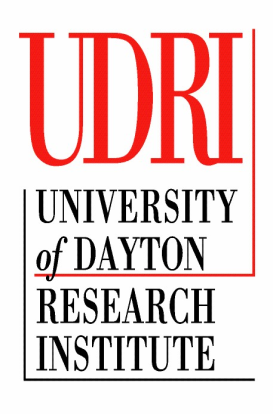 UDRI
UNIVERSITY
of DAYTON
RESEARCH
INSTITUTE